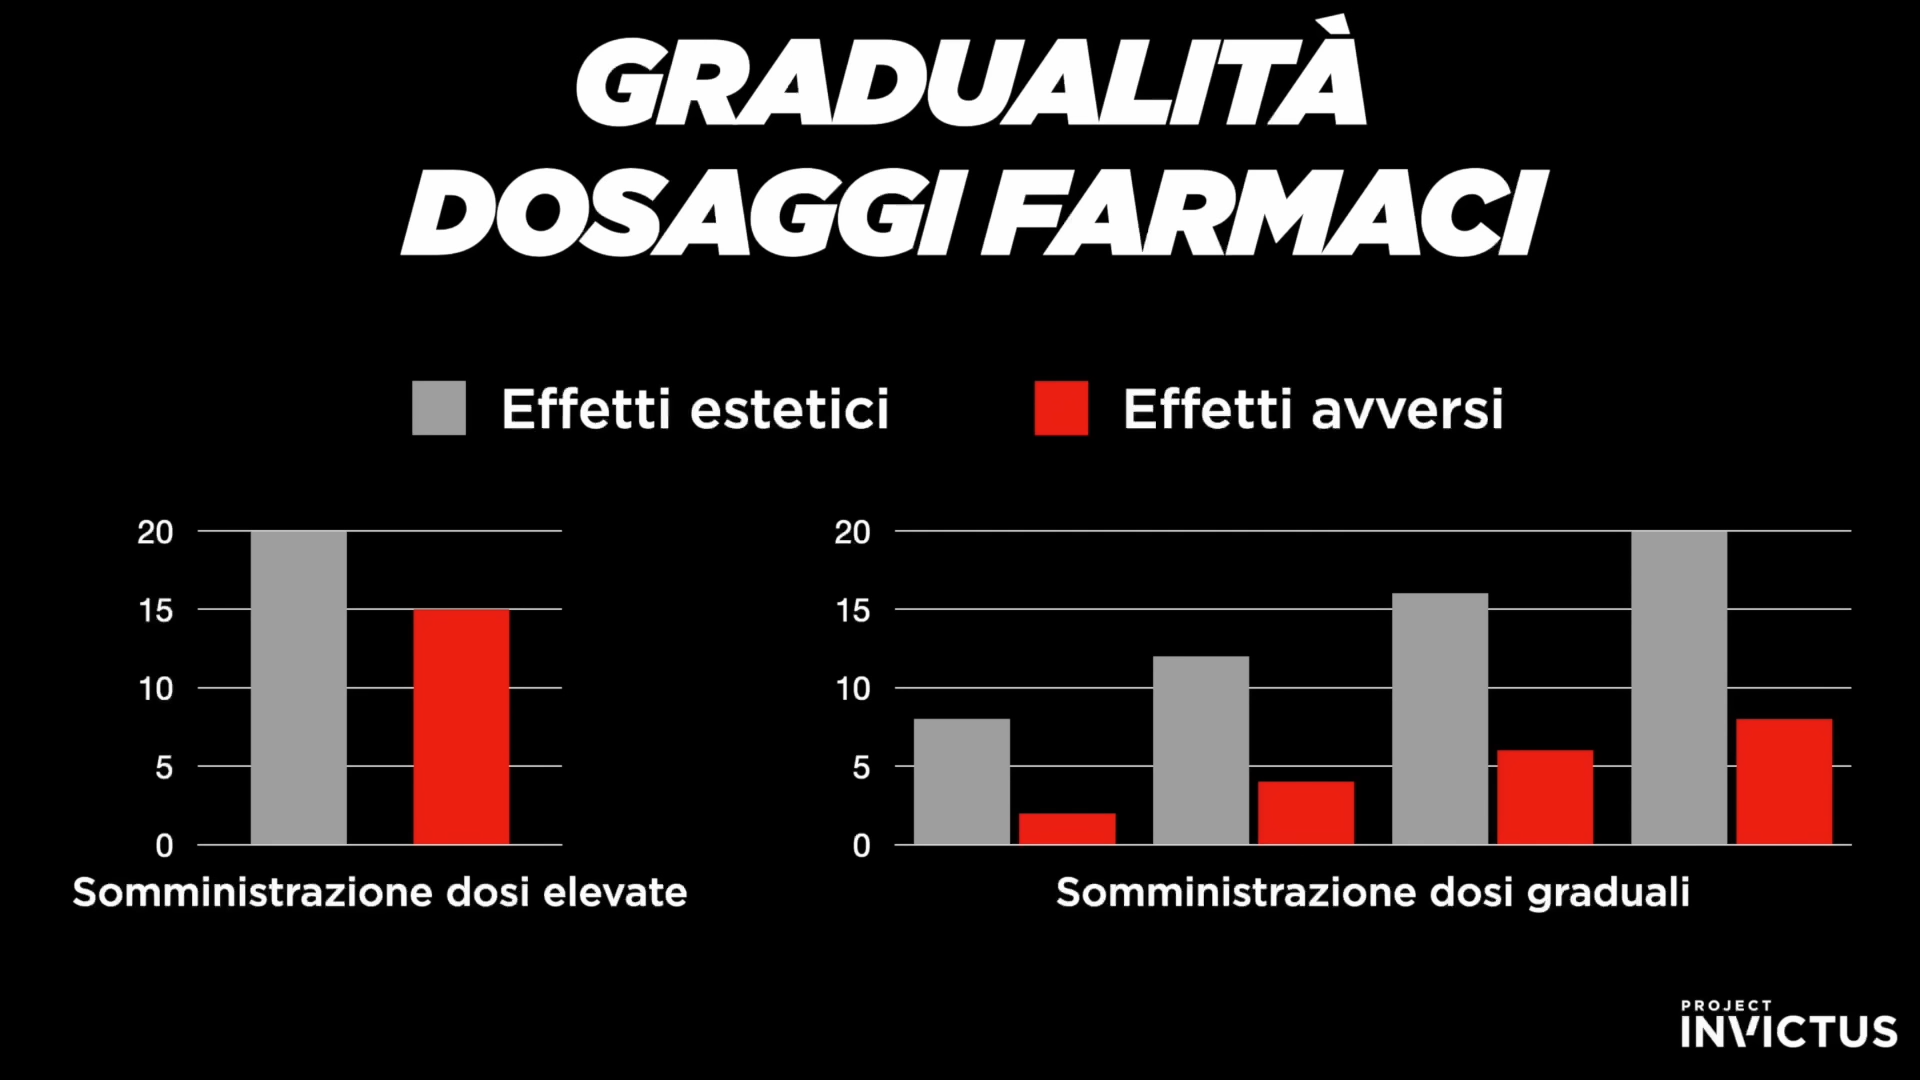 GRADUALITÀ
DOSAGGI FARMACI
Effetti estetici
Effetti avversi
20
15
10
5
0
Somministrazione dosi elevate
20
15
10
5
0
Somministrazione dosi graduali
PROJECT
INVICTUS